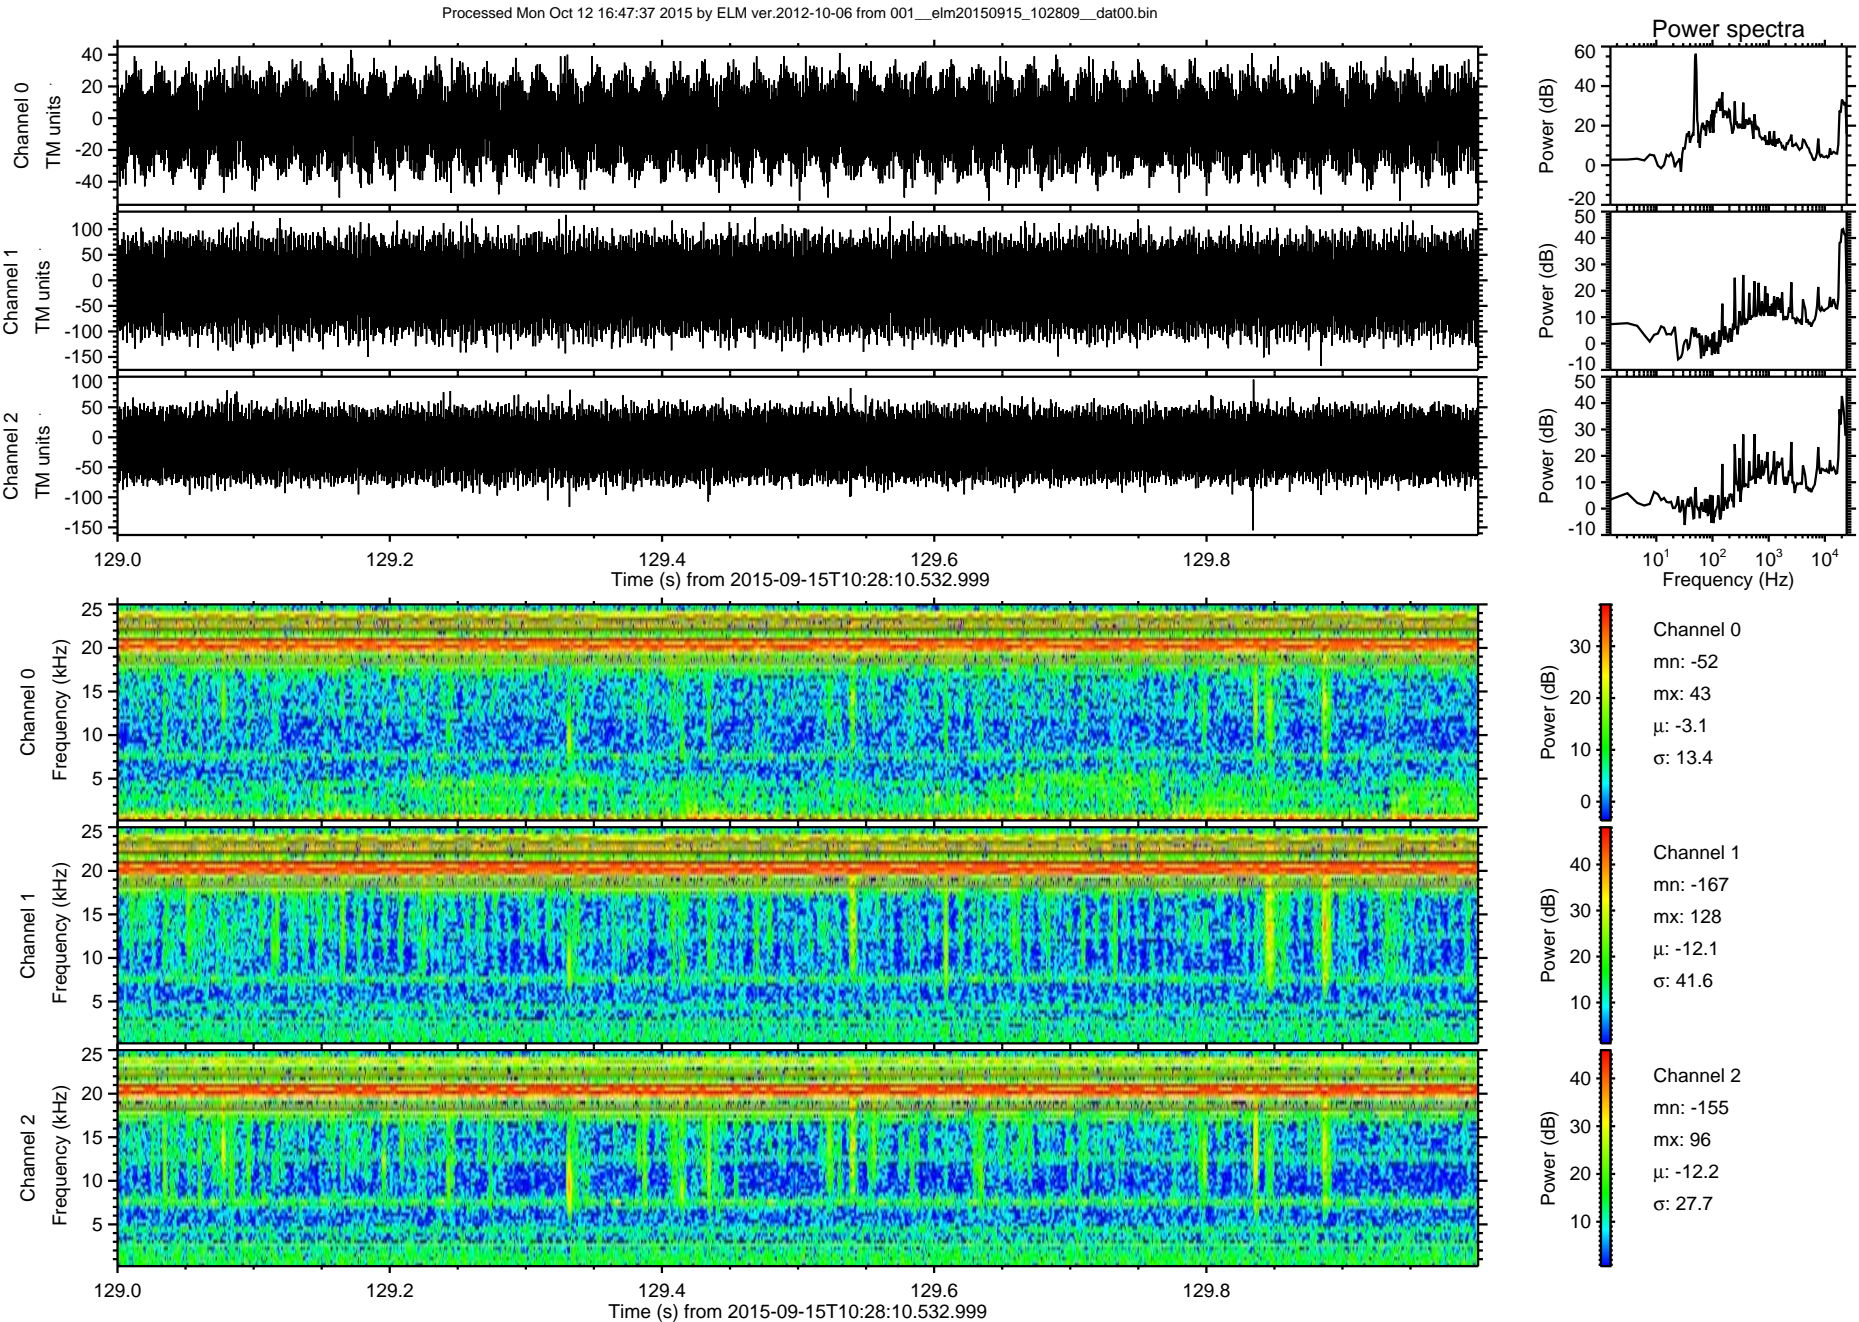 Processed Mon Oct 12 16:47:37 2015 by ELM ver.2012-10-06 from 001__elm20150915_102809__dat00.bin
Power spectra
Channel 0
TM units
40
20
0
-20
-40
Power (dB)
60
40
20
0
-20
Channel 1
TM units
100
50
0
-50
-100
-150
Power (dB)
50
40
30
20
10
0
-10
Channel 2
TM units
100
50
0
-50
-100
-150
Power (dB)
50
40
30
20
10
0
-10
129.0 129.2 129.4 129.6 129.8
Time (s) from 2015-09-15T10:28:10.532.999
10^1 10^2 10^3 10^4
Frequency (Hz)
Channel 0
Frequency (kHz)
25
20
15
10
5
Power (dB)
30
20
10
0
Channel 0
mn: -52
mx: 43
μ: -3.1
σ: 13.4
Channel 1
Frequency (kHz)
25
20
15
10
5
Power (dB)
40
30
20
10
Channel 1
mn: -167
mx: 128
μ: -12.1
σ: 41.6
Channel 2
Frequency (kHz)
25
20
15
10
5
Power (dB)
40
30
20
10
Channel 2
mn: -155
mx: 96
μ: -12.2
σ: 27.7
129.0 129.2 129.4 129.6 129.8
Time (s) from 2015-09-15T10:28:10.532.999